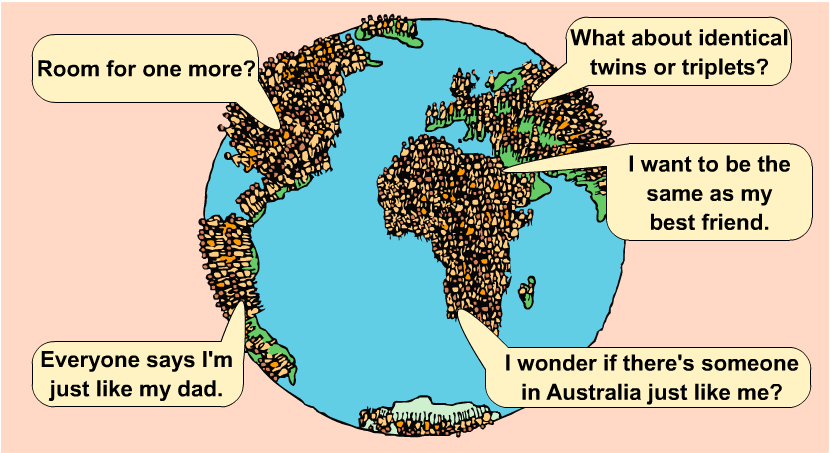 Room for one more?
What about identical
twins or triplets?
I want to be the
same as my
best friend.
Everyone says I'm
just like my dad.
I wonder if there's someone
in Australia just like me?